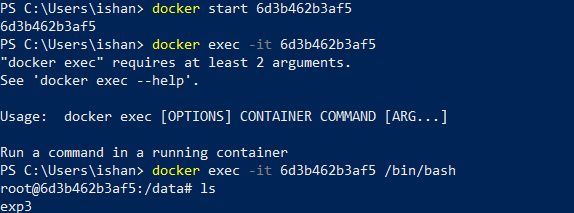 PS C:\Users\ishan> docker start 6d3b462b3af5
6d3b462b3af5
PS C:\Users\ishan> docker exec -it 6d3b462b3af5
"docker exec" requires at least 2 arguments.
See 'docker exec --help'.

Usage:  docker exec [OPTIONS] CONTAINER COMMAND [ARG...]

Run a command in a running container
PS C:\Users\ishan> docker exec -it 6d3b462b3af5 /bin/bash
root@6d3b462b3af5:/data# ls
exp3